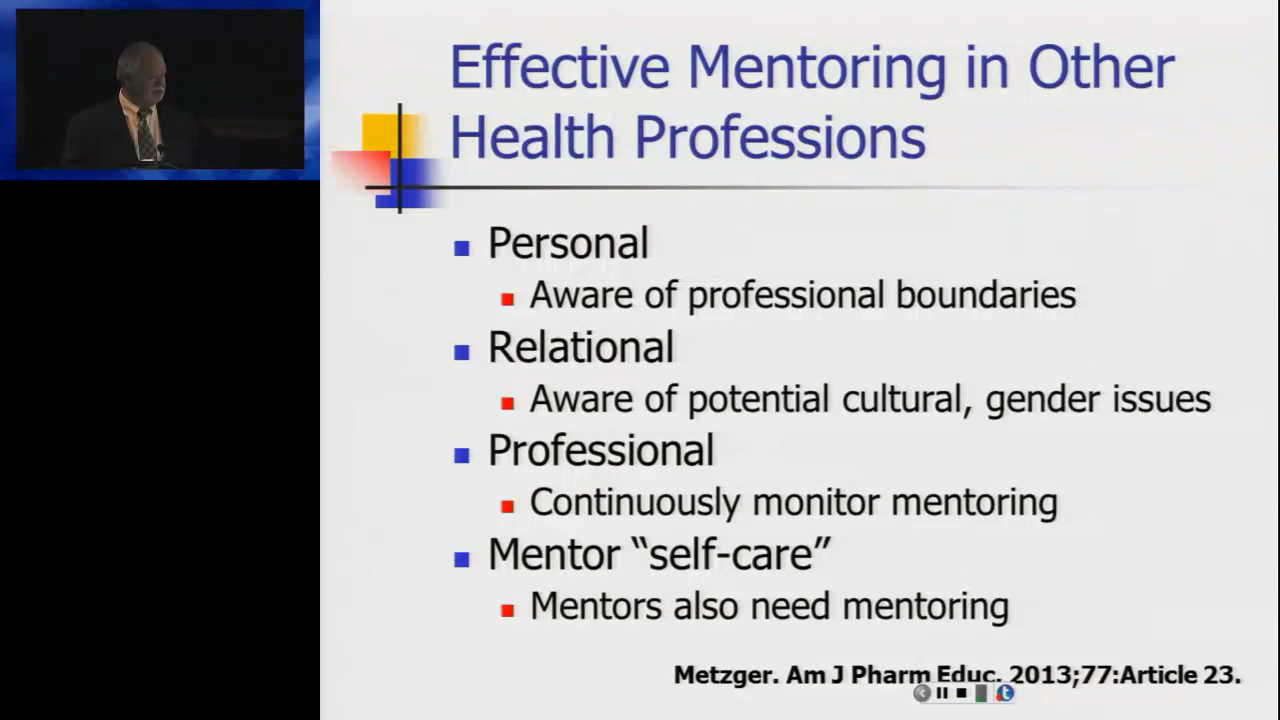 Effective Mentoring in Other
Health Professions
Personal
Aware of professional boundaries
Relational
Aware of potential cultural, gender issues
Professional
Continuously monitor mentoring
Mentor “self-care”
Mentors also need mentoring
Metzger. Am J Pharm Educ. 2013;77:Article 23.